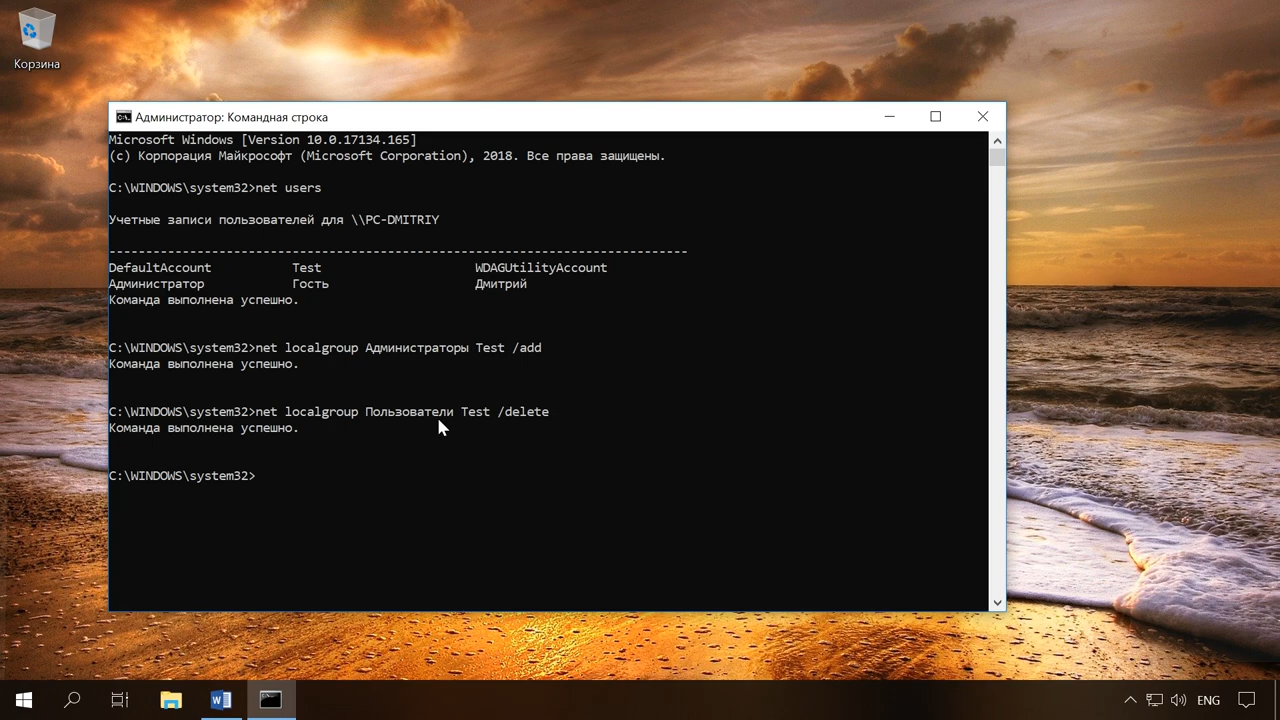 Корзина
Администратор: Командная строка
Microsoft Windows [Version 10.0.17134.165]
(c) Корпорация Майкрософт (Microsoft Corporation), 2018. Все права защищены.
C:\WINDOWS\system32>net users
Учетные записи пользователей для \\PC-DMITRIY
-------------------------------------------------------------------------------
DefaultAccount Test WDAGUtilityAccount
Администратор Гость Дмитрий
Команда выполнена успешно.
C:\WINDOWS\system32>net localgroup Администраторы Test /add
Команда выполнена успешно.
C:\WINDOWS\system32>net localgroup Пользователи Test /delete
Команда выполнена успешно.
C:\WINDOWS\system32>
ENG